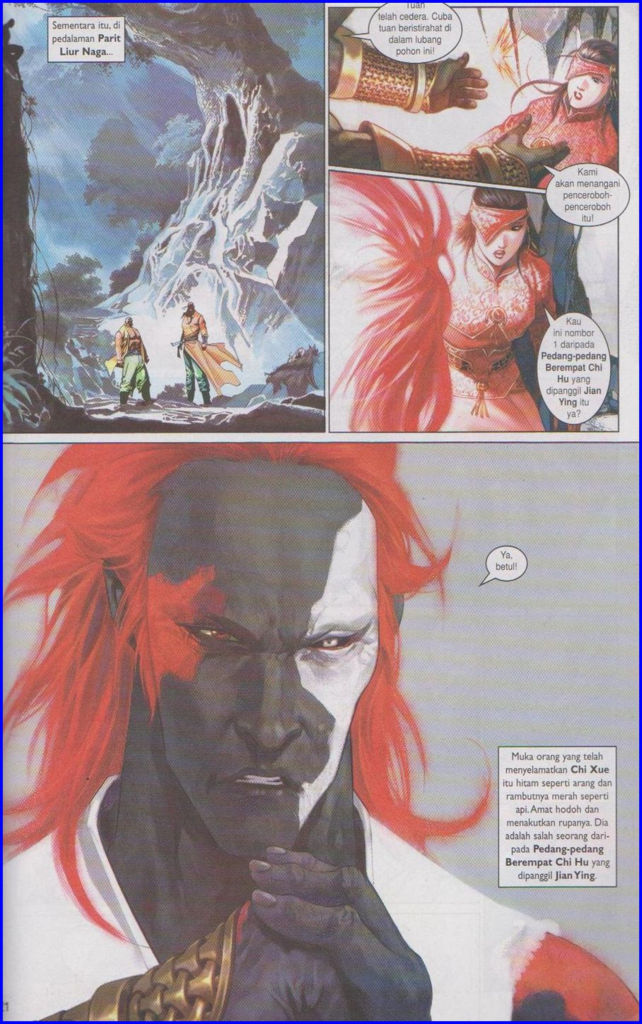 Sementara itu, di
pedalaman Parit
Liur Naga...
Tuan
telah cedera. Cuba
tuan beristirahat di
dalam lubang
pohon ini!
Kami
akan menangani
penceroboh-
penceroboh
itu!
Kau
ini nombor
1 daripada
Pedang-pedang
Berempat Chi
Hu yang
dipanggil Jian
Ying itu
ya?
Ya,
betul!
Muka orang yang telah
menyelamatkan Chi Xue
itu hitam seperti arang dan
rambutnya merah seperti
api. Amat hodoh dan
menakutkan rupanya. Dia
adalah salah seorang dari-
pada Pedang-pedang
Berempat Chi Hu yang
dipanggil Jian Ying.